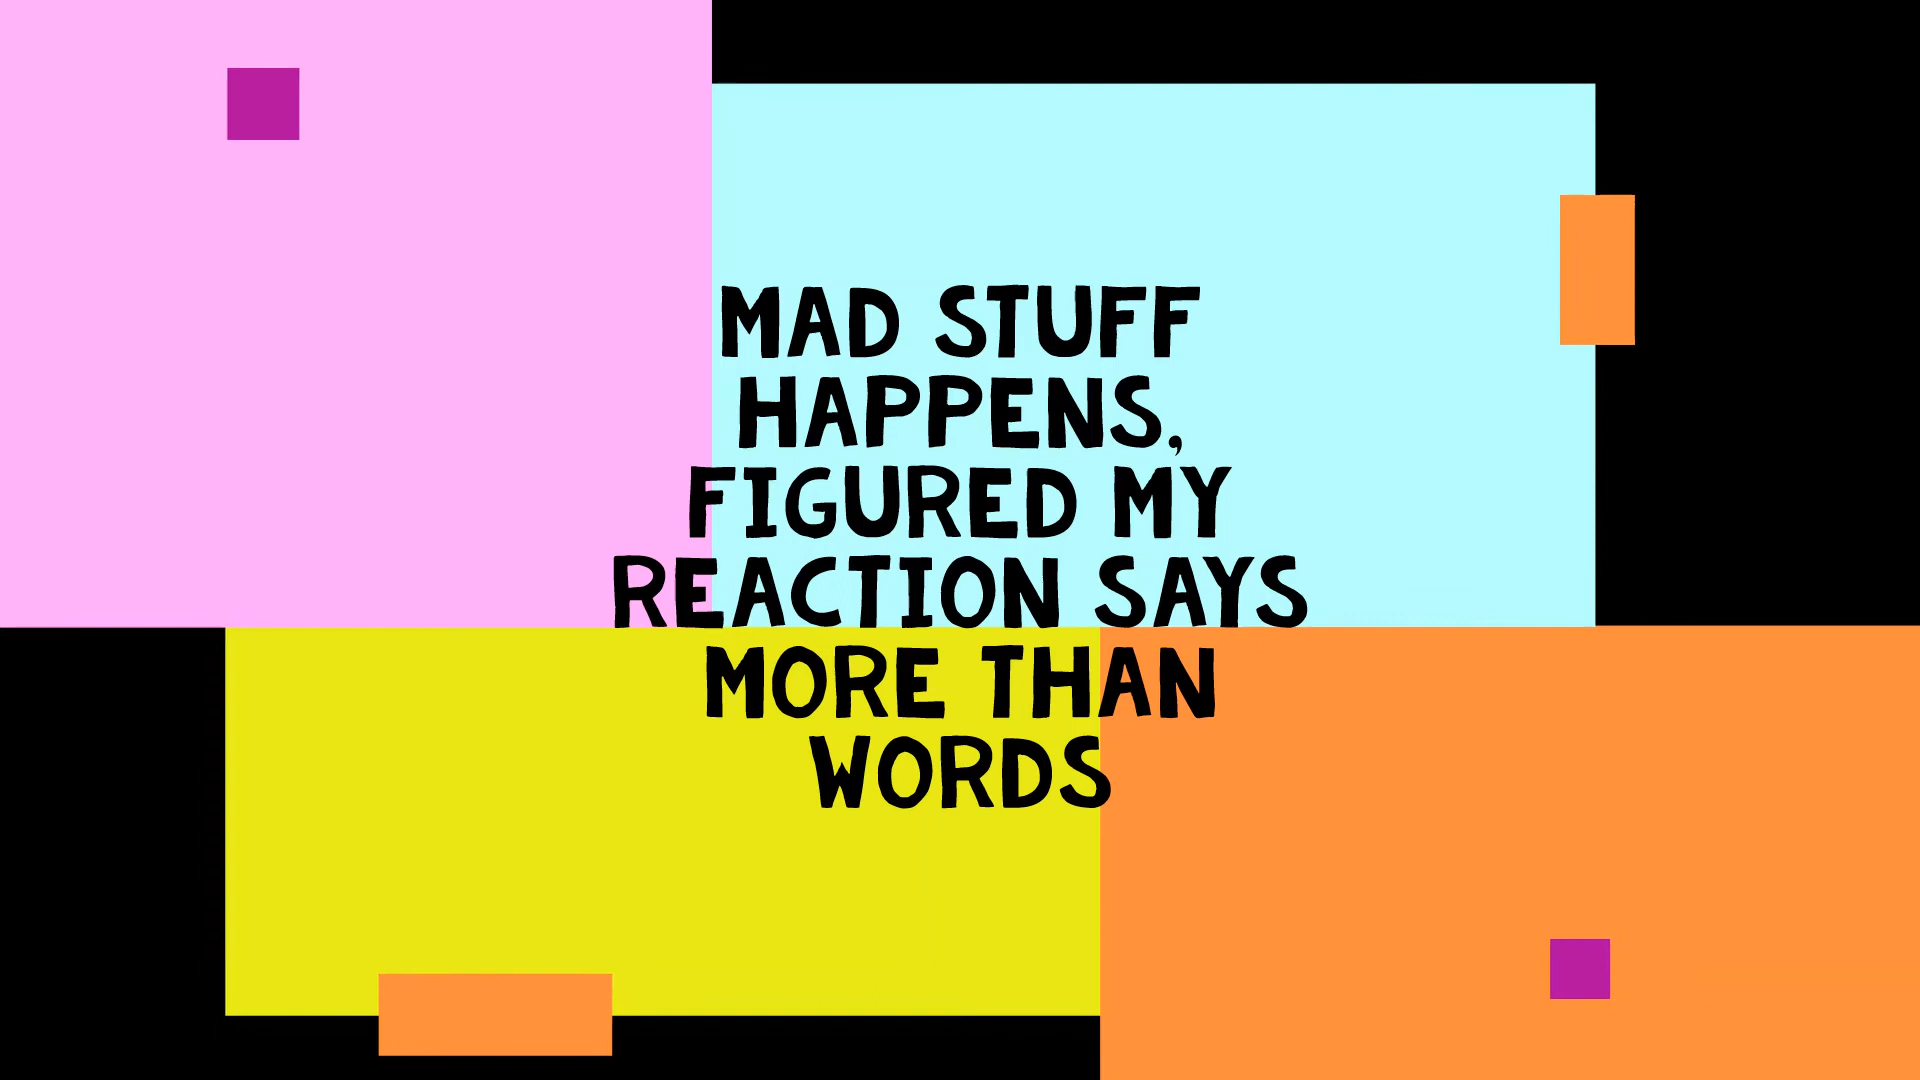 MAD STUFF
HAPPENS,
FIGURED MY
REACTION SAYS
MORE THAN
WORDS